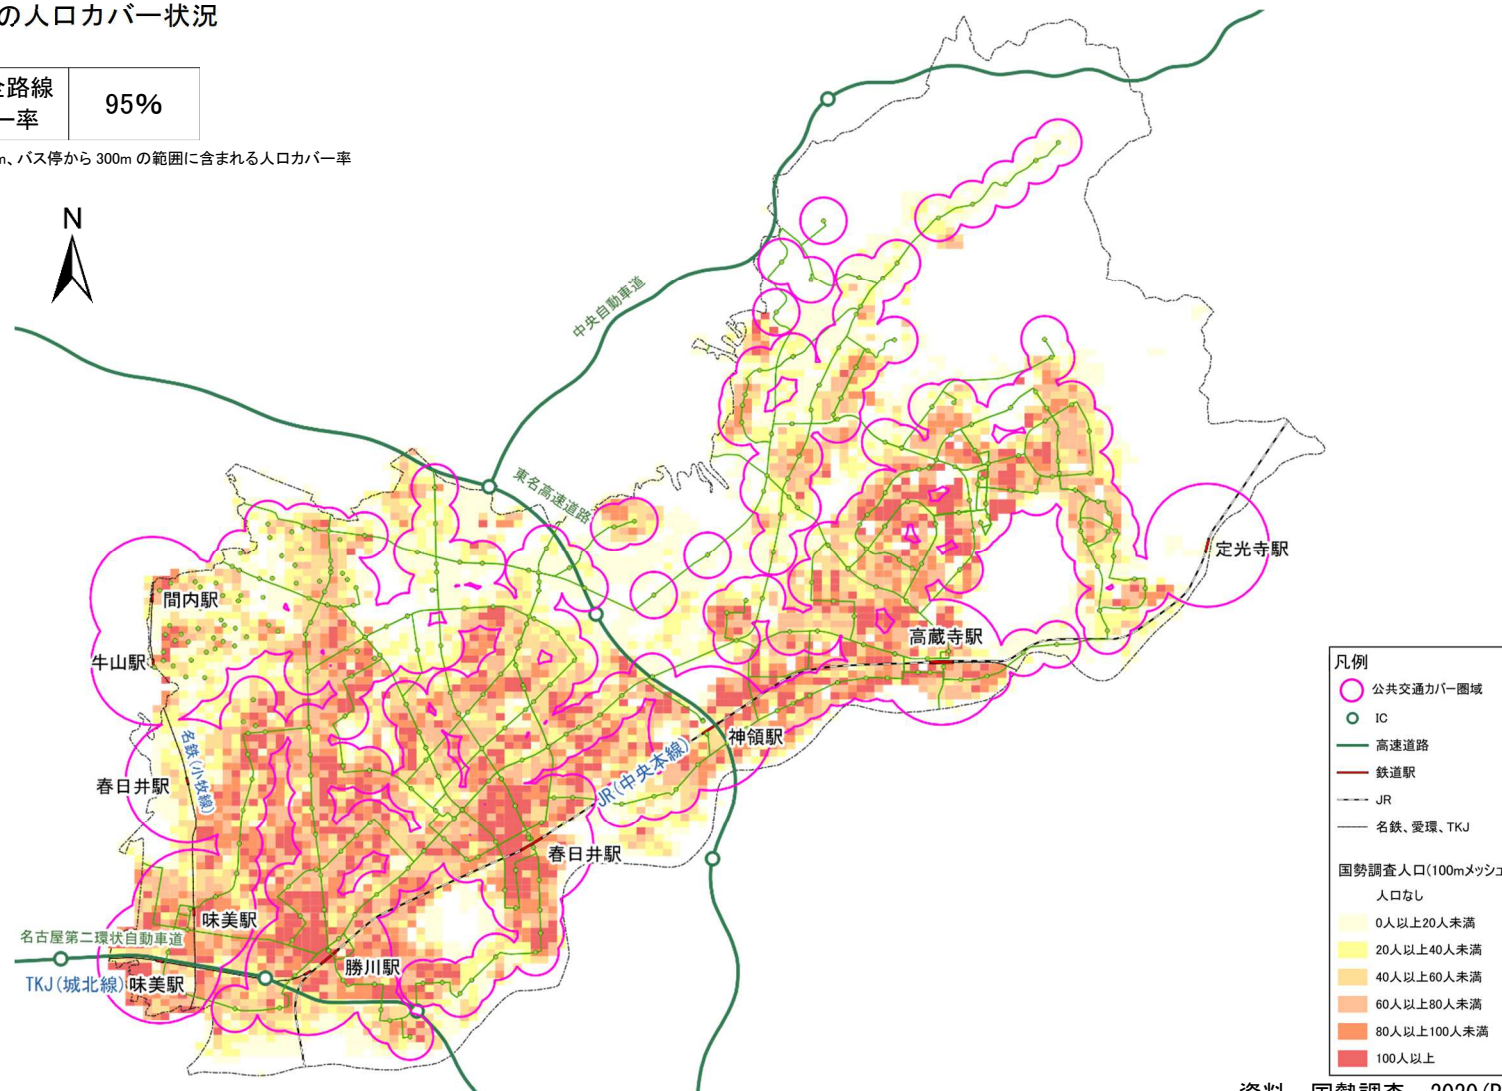 の人口カバー状況
全路線
ー率
95%
、バス停から 300m の範囲に含まれる人口カバー率
N
中央自動車道
東名高速道路
定光寺駅
間内駅
高蔵寺駅
牛山駅
名鉄(小牧線)
神領駅
春日井駅
JR(中央本線)
春日井駅
味美駅
名古屋第二環状自動車道
勝川駅
TKJ(城北線)
味美駅
凡例
公共交通カバー圏域
IC
高速道路
鉄道駅
JR
名鉄、愛環、TKJ
国勢調査人口(100mメッシュ
人口なし
0人以上20人未満
20人以上40人未満
40人以上60人未満
60人以上80人未満
80人以上100人未満
100人以上